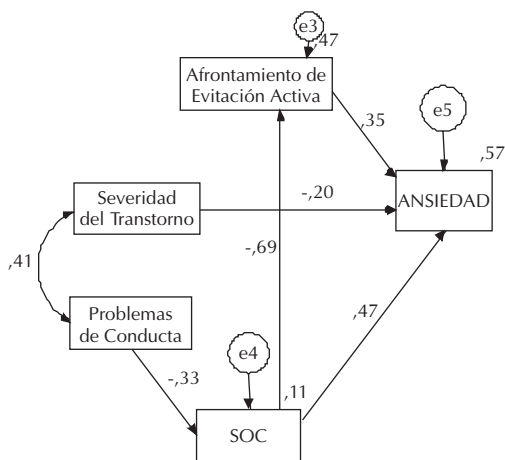 e3
,47
Afrontamiento de
Evitación Activa
e5
,35
,57
ANSIEDAD
Severidad
del Transtorno
-,20
-,69
,41
Problemas
de Conducta
,47
e4
-,33
,11
SOC